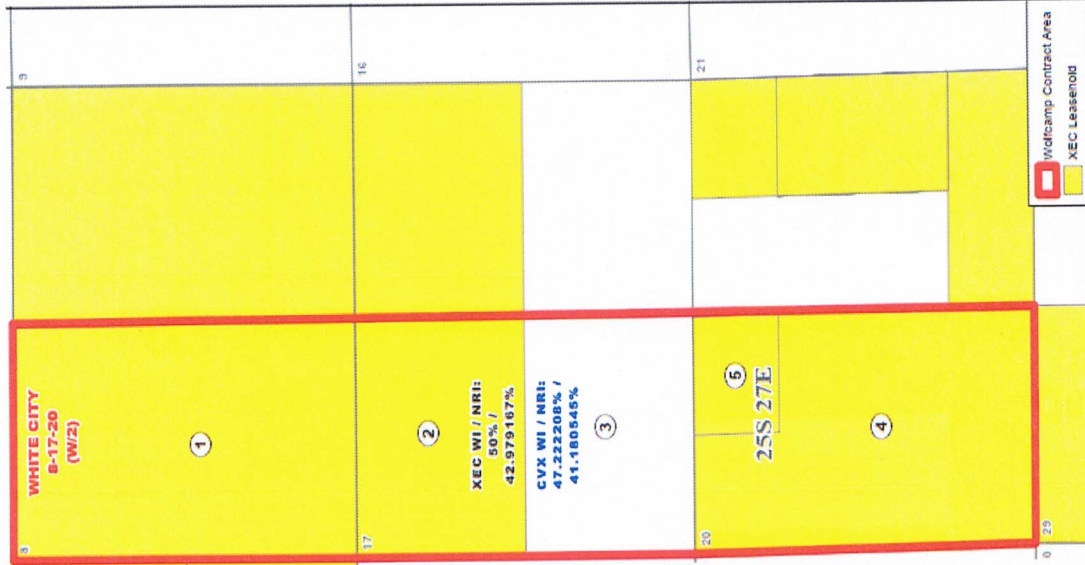 8
9
WHITE CITY
8-17-20
(W/2)
1
17
16
2
XEC WI / NRI:
50% /
42.979167%
CVX WI / NRI:
47.222208% /
41.180545%
3
20
21
5
25S 27E
4
29
0
Wolfcamp Contract Area
XEC Leasehold